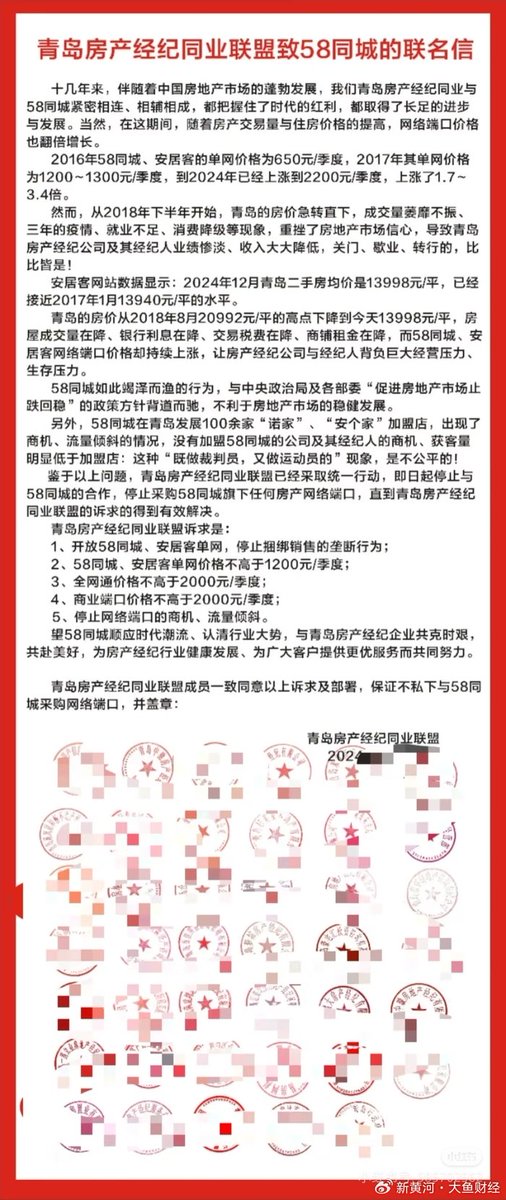 青岛房产经纪同业联盟致58同城的联名信
十几年来，伴随着中国房地产市场的蓬勃发展，我们青岛房产经纪同业与
58同城紧密相连、相辅相成，都把握住了时代的红利，都取得了长足的进步
与发展。当然，在这期间，随着房产交易量与住房价格的提高，网络端口价格
也翻倍增长。
2016年58同城、安居客的单网价格为650元/季度，2017年其单网价格
为1200~1300元/季度，到2024年已经上涨到2200元/季度，上涨了1.7~
3.4倍。
然而，从2018年下半年开始，青岛的房价急转直下，成交量萎靡不振、
三年的疫情、就业不足、消费降级等现象，重挫了房地产市场信心，导致青岛
房产经纪公司及其经纪人业绩惨淡、收入大大降低，关门、歇业、转行的，比
比皆是！
安居客网站数据显示：2024年12月青岛二手房均价是13998元/平，已经
接近2017年1月13940元/平的水平。
青岛的房价从2018年8月20992元/平的高点下降到今天13998元/平，房
屋成交量在降、银行利息在降、交易税费在降、商铺租金在降，而58同城、安
居客网络端口价格却持续上涨，让房产经纪公司与经纪人背负巨大经营压力、
生存压力。
58同城如此竭泽而渔的行为，与中央政治局及各部委“促进房地产市场止
跌回稳”的政策方针背道而驰，不利于房地产市场的稳健发展。
另外，58同城在青岛发展100余家“诺家”、“安个家”加盟店，出现了
商机、流量倾斜的情况，没有加盟58同城的公司及其经纪人的商机、获客量
明显低于加盟店：这种“既做裁判员，又做运动员的”现象，是不公平的！
鉴于以上问题，青岛房产经纪同业联盟已经采取统一行动，即日起停止与
58同城的合作，停止采购58同城旗下任何房产网络端口，直到青岛房产经纪
同业联盟的诉求的得到有效解决。
青岛房产经纪同业联盟诉求是：
1、开放58同城、安居客单网，停止捆绑销售的垄断行为；
2、58同城、安居客单网价格不高于1200元/季度；
3、全网通价格不高于2000元/季度；
4、商业端口价格不高于2000元/季度；
5、停止网络端口的商机、流量倾斜。
望58同城顺应时代潮流、认清行业大势，与青岛房产经纪企业共克时艰，
共赴美好，为房产经纪行业健康发展、为广大客户提供更优服务而共同努力。
青岛房产经纪同业联盟成员一致同意以上诉求及部署，保证不私下与58同
城采购网络端口，并盖章：
青岛房产经纪同业联盟
2024
新黄河·大鱼财经